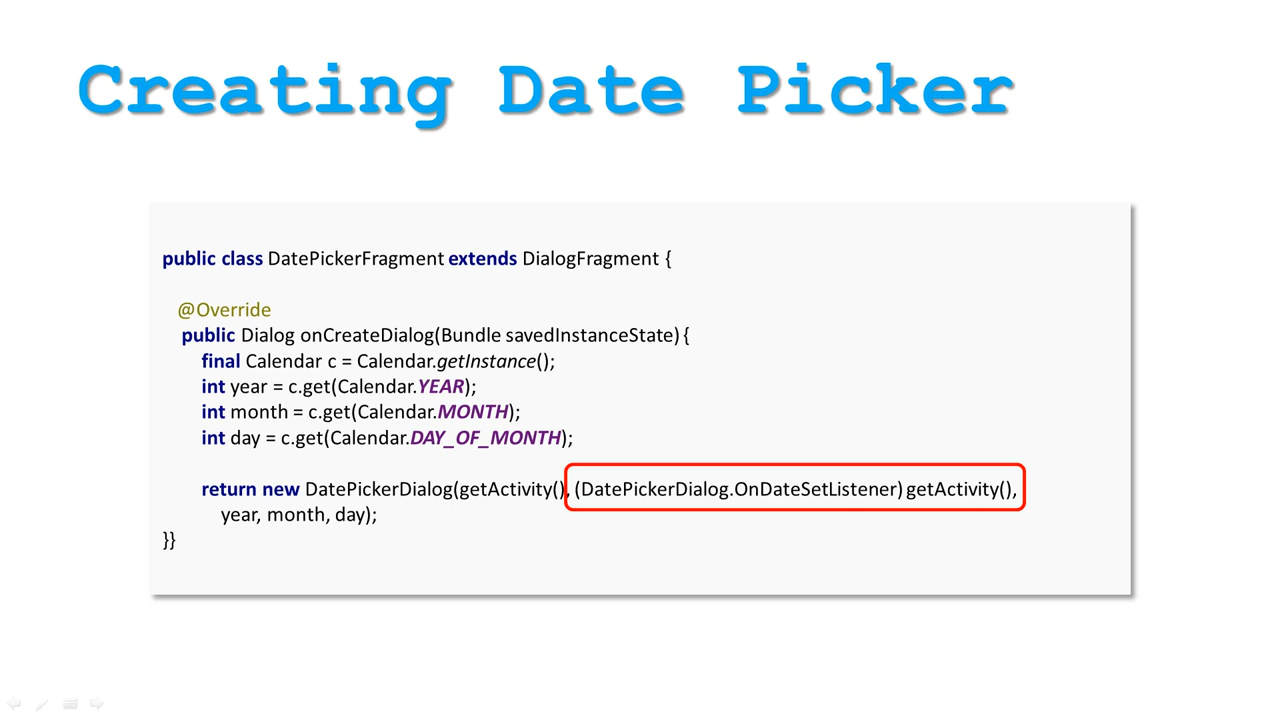 Creating Date Picker
public class DatePickerFragment extends DialogFragment {
@Override
public Dialog onCreateDialog(Bundle savedInstanceState) {
final Calendar c = Calendar.getInstance();
int year = c.get(Calendar.YEAR);
int month = c.get(Calendar.MONTH);
int day = c.get(Calendar.DAY_OF_MONTH);
return new DatePickerDialog(getActivity(), (DatePickerDialog.OnDateSetListener) getActivity(),
year, month, day);
}}